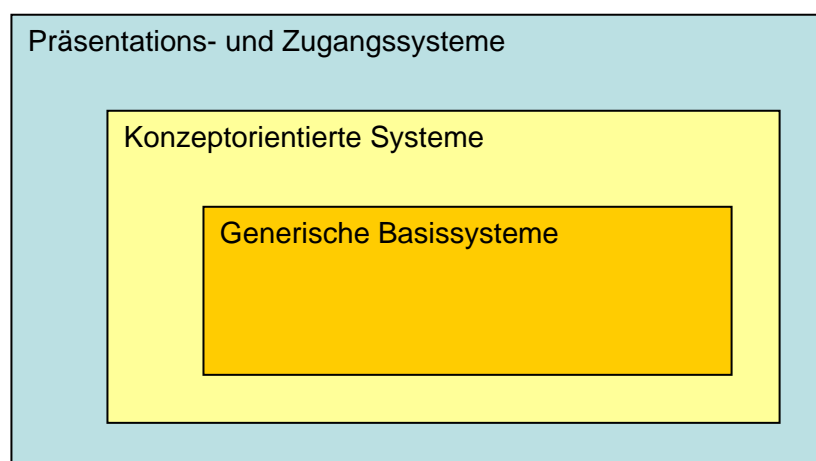 Präsentations- und Zugangssysteme
Konzeptorientierte Systeme
Generische Basissysteme